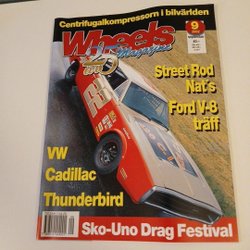 Centrifugalkompressorn i bilvärlden
9
Wheels
Magazine
Street Rod
Nat's
Ford V-8
träff
VW
Cadillac
Thunderbird
Sko-Uno Drag Festival